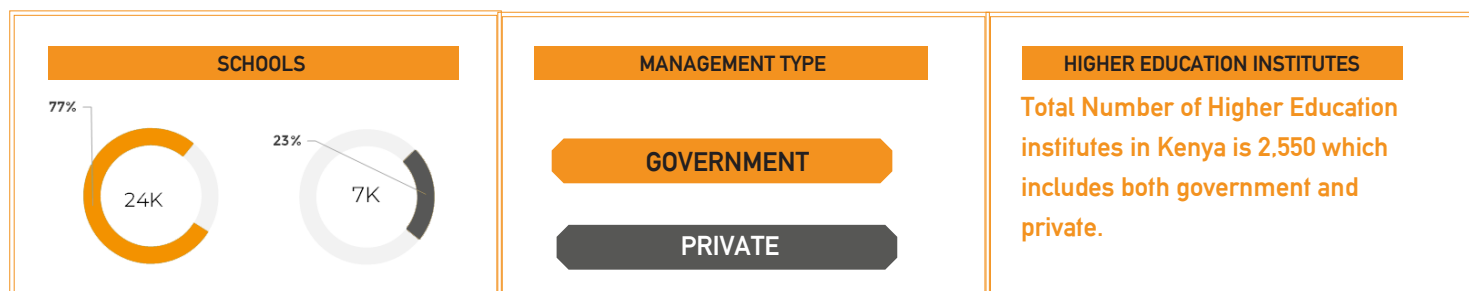 SCHOOLS
77%
24K
23%
7K
MANAGEMENT TYPE
GOVERNMENT
PRIVATE
HIGHER EDUCATION INSTITUTES
Total Number of Higher Education
institutes in Kenya is 2,550 which
includes both government and
private.